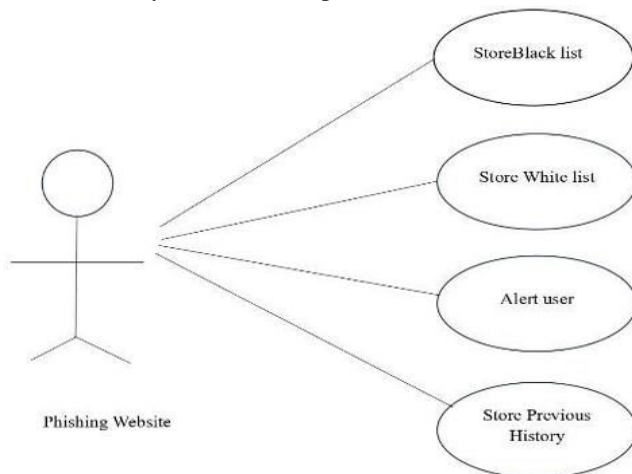 StoreBlack list
Store White list
Alert user
Store Previous
History
Phishing Website